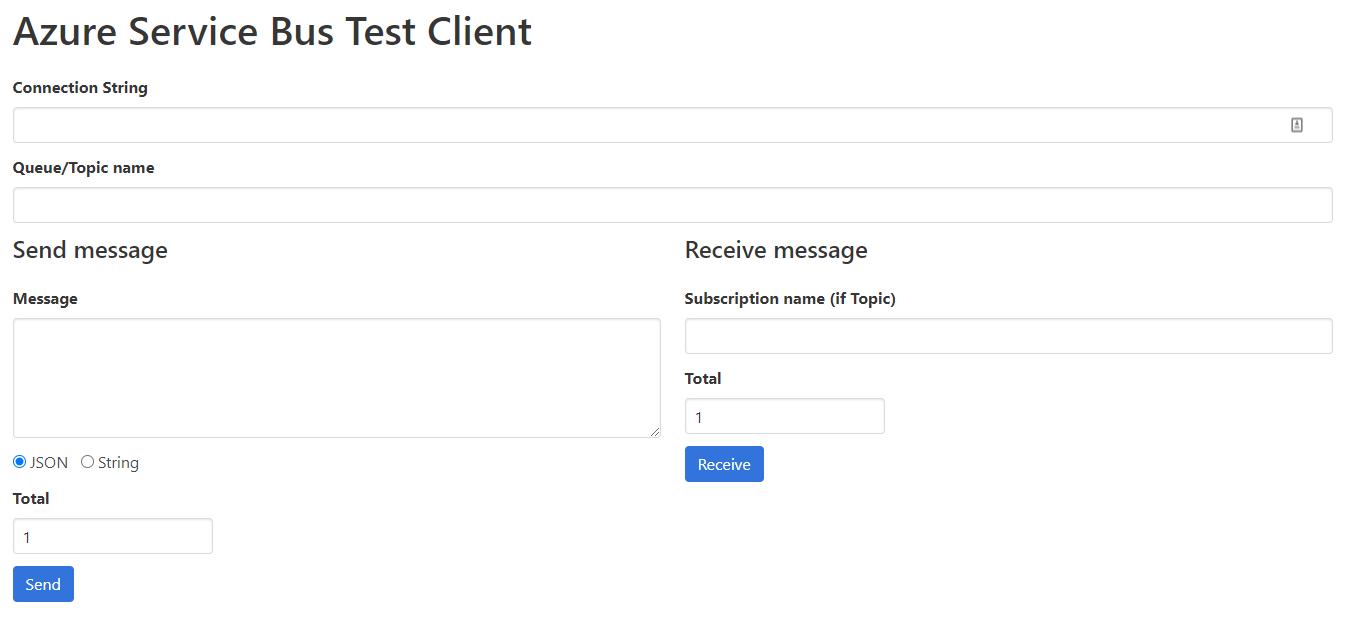 Azure Service Bus Test Client
Connection String
Queue/Topic name
Send message
Message
JSON String
Total
1
Send
Receive message
Subscription name (if Topic)
Total
1
Receive